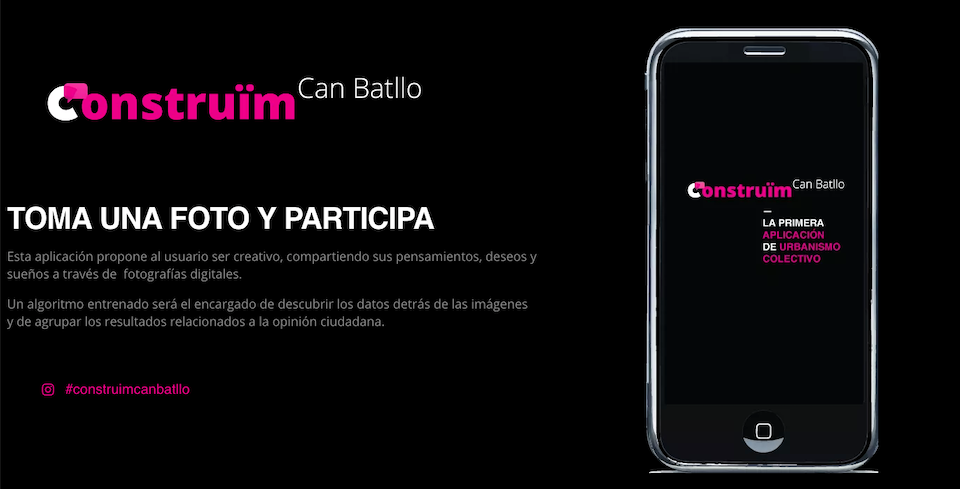 Construïm Can Batllo
TOMA UNA FOTO Y PARTICIPA
Esta aplicación propone al usuario ser creativo, compartiendo sus pensamientos, deseos y
sueños a través de fotografías digitales.
Un algoritmo entrenado será el encargado de descubrir los datos detrás de las imágenes
y de agrupar los resultados relacionados a la opinión ciudadana.
#construimcanbatllo
Construïm Can Batllo
LA PRIMERA
APLICACIÓN
DE URBANISMO
COLECTIVO